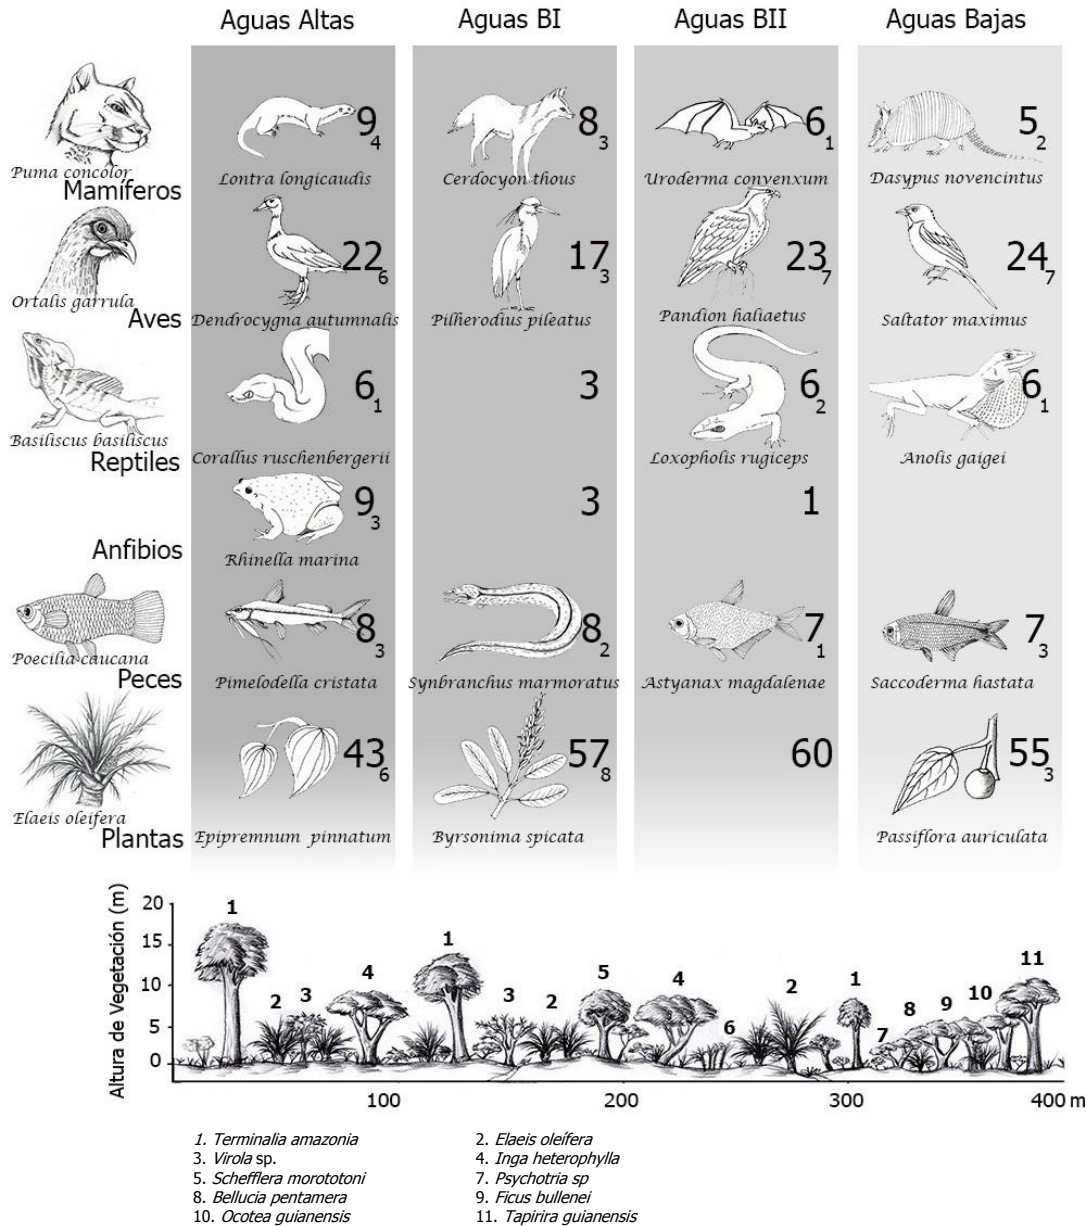 Aguas Altas Aguas BI Aguas BII Aguas Bajas
9 4 8 3 6 1 5 2
Puma concolor Lontra longicaudis Cerdocyon thous Uroderma convenxum Dasypus novencintus
Mamíferos
22 6 17 3 23 7 24 7
Ortalis garrula Dendrocygna autumnalis Pilherodius pileatus Pandion haliaetus Saltator maximus
Aves
6 1 3 6 2 6 1
Basiliscus basiliscus Corallus ruschenbergerii Loxopholis rugiceps Anolis gaigei
Reptiles
9 3 3 1
Anfibios
Rhinella marina
8 3 8 2 7 1 7 3
Poecilia caucana
Peces Pimelodella cristata Synbranchus marmoratus Astyanax magdalenae Saccoderma hastata
43 6 57 8 60 55 3
Elaeis oleifera
Plantas Epipremnum pinnatum Byrsonima spicata Passiflora auriculata
Altura de Vegetación (m)
20
15
10
5
0
1 2 3 4 1 3 2 5 4 6 2 1 7 8 9 10 11
100 200 300 400 m
1. Terminalia amazonia 2. Elaeis oleífera
3. Virola sp. 4. Inga heterophylla
5. Schefflera morototoni 7. Psychotria sp
8. Bellucia pentamera 9. Ficus bullenei
10. Ocotea guianensis 11. Tapirira guianensis